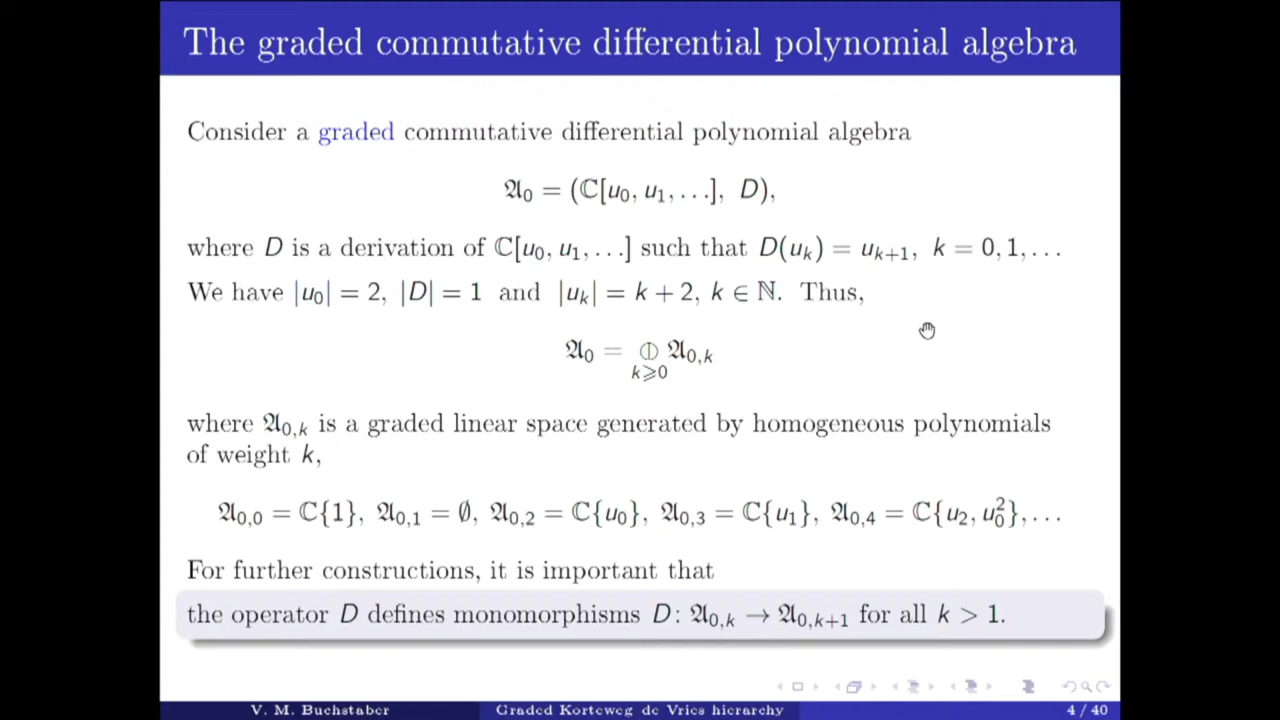 The graded commutative differential polynomial algebra
Consider a graded commutative differential polynomial algebra
𝔄₀ = (ℂ[u₀, u₁, . . .], D),
where D is a derivation of ℂ[u₀, u₁, . . .] such that D(uₖ) = uₖ₊₁, k = 0, 1, . . .
We have |u₀| = 2, |D| = 1 and |uₖ| = k + 2, k ∈ ℕ. Thus,
𝔄₀ = ⊕ 𝔄₀,ₖ
k⩾0
where 𝔄₀,ₖ is a graded linear space generated by homogeneous polynomials
of weight k,
𝔄₀,₀ = ℂ{1}, 𝔄₀,₁ = ∅, 𝔄₀,₂ = ℂ{u₀}, 𝔄₀,₃ = ℂ{u₁}, 𝔄₀,₄ = ℂ{u₂, u₀²}, . . .
For further constructions, it is important that
the operator D defines monomorphisms D: 𝔄₀,ₖ → 𝔄₀,ₖ₊₁ for all k > 1.
V. M. Buchstaber Graded Korteweg de Vries hierarchy 4 / 40